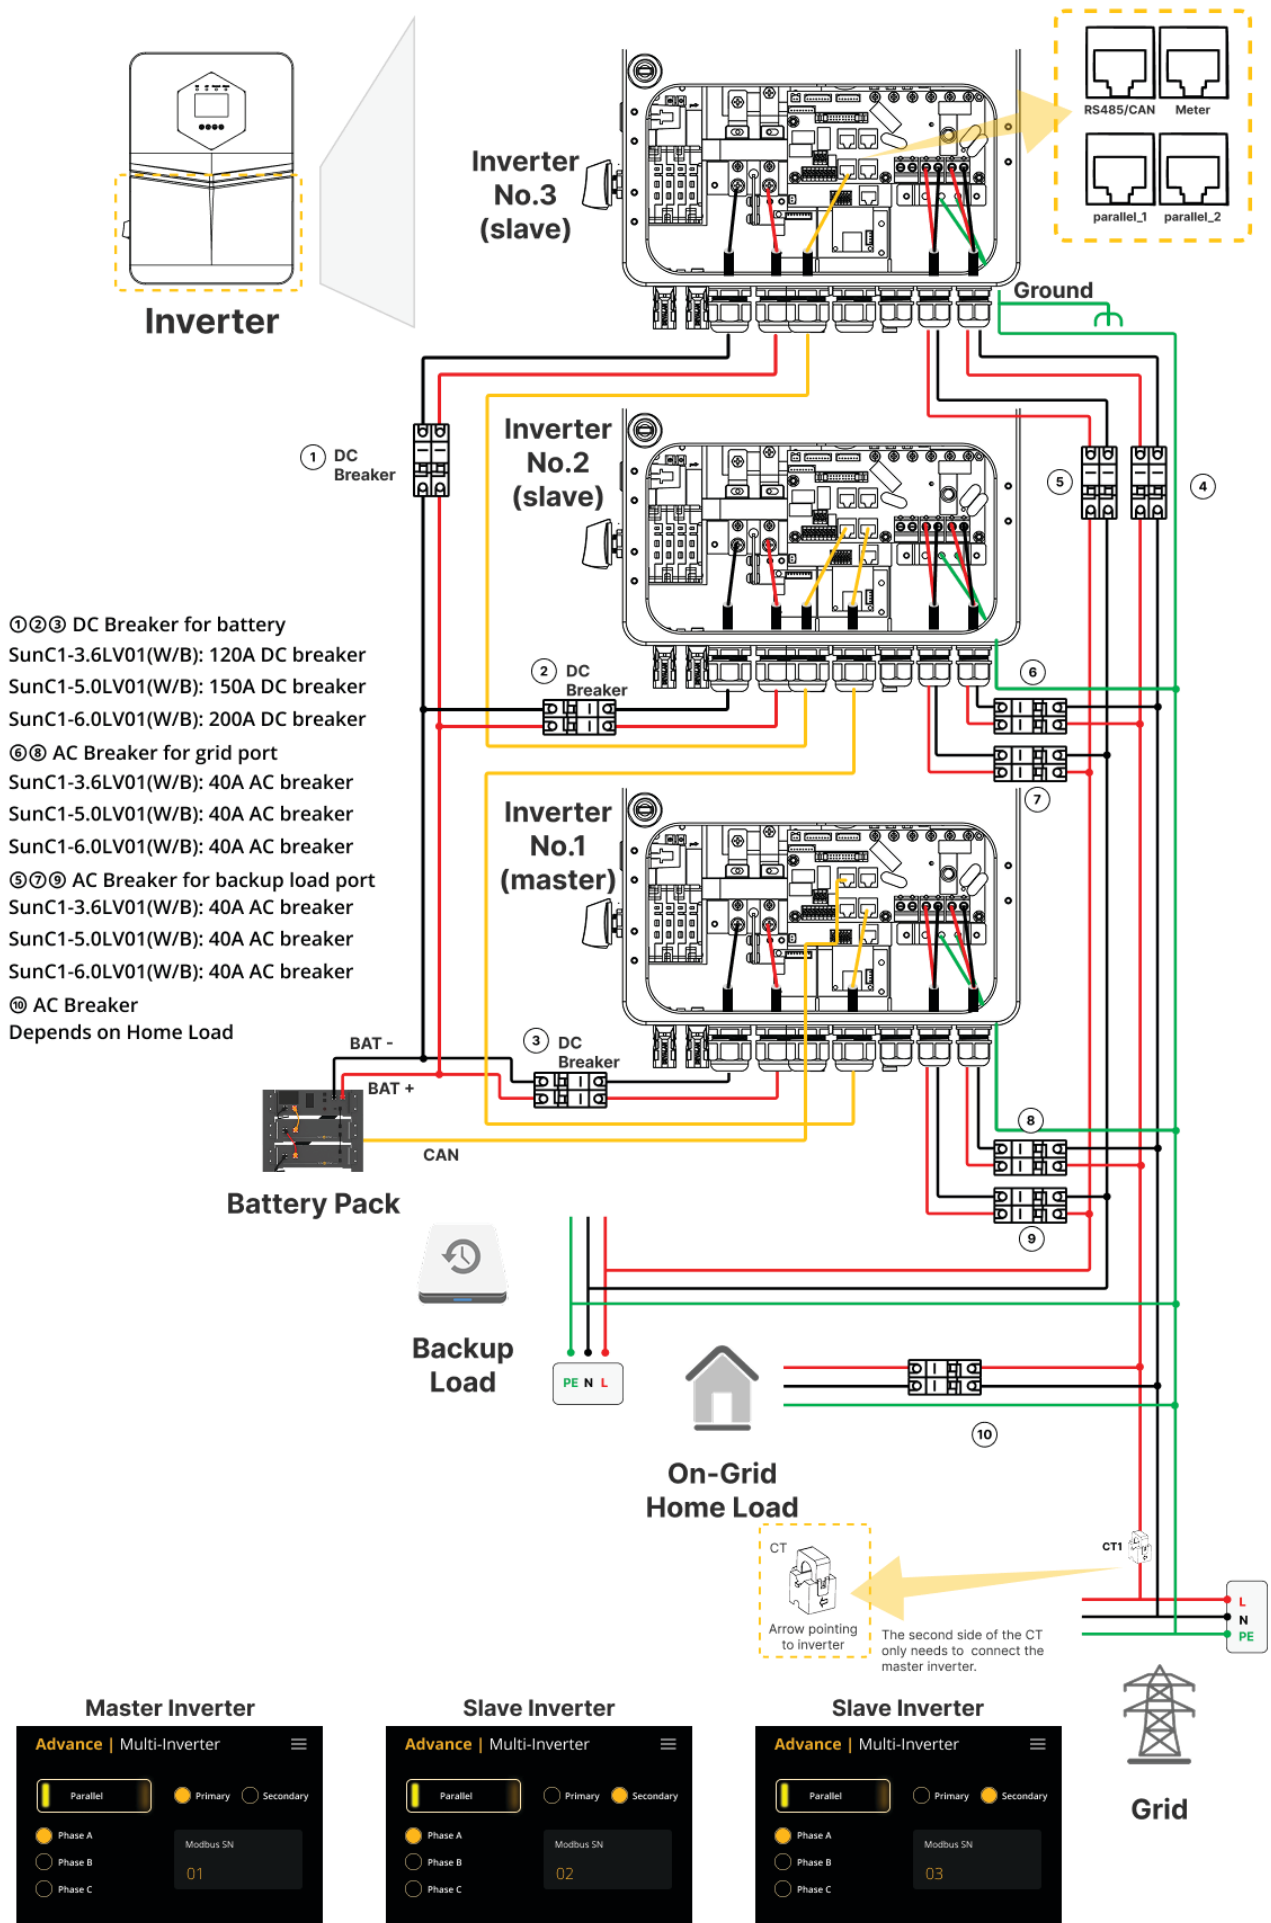 RS485/CAN
Meter
parallel_1
parallel_2
Inverter
No.3
(slave)
Inverter
Ground
Inverter
No.2
(slave)
① DC
Breaker
⑤
④
①②③ DC Breaker for battery
SunC1-3.6LV01(W/B): 120A DC breaker
SunC1-5.0LV01(W/B): 150A DC breaker
SunC1-6.0LV01(W/B): 200A DC breaker
⑥⑧ AC Breaker for grid port
SunC1-3.6LV01(W/B): 40A AC breaker
SunC1-5.0LV01(W/B): 40A AC breaker
SunC1-6.0LV01(W/B): 40A AC breaker
⑤⑦⑨ AC Breaker for backup load port
SunC1-3.6LV01(W/B): 40A AC breaker
SunC1-5.0LV01(W/B): 40A AC breaker
SunC1-6.0LV01(W/B): 40A AC breaker
⑩ AC Breaker
Depends on Home Load
② DC
Breaker
⑥
⑦
Inverter
No.1
(master)
BAT -
BAT +
③ DC
Breaker
CAN
⑧
⑨
Battery Pack
Backup
Load
PE N L
On-Grid
Home Load
⑩
CT1
CT
Arrow pointing
to inverter
The second side of the CT
only needs to connect the
master inverter.
L
N
PE
Grid
Master Inverter
Advance | Multi-Inverter
Parallel
Primary
Secondary
Phase A
Phase B
Phase C
Modbus SN
01
Slave Inverter
Advance | Multi-Inverter
Parallel
Primary
Secondary
Phase A
Phase B
Phase C
Modbus SN
02
Slave Inverter
Advance | Multi-Inverter
Parallel
Primary
Secondary
Phase A
Phase B
Phase C
Modbus SN
03